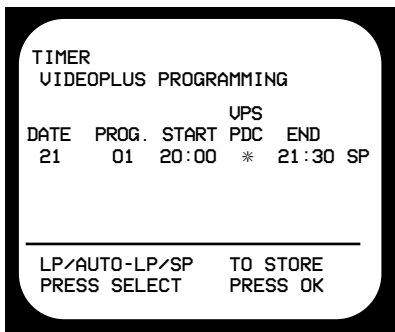 TIMER
VIDEOPLUS PROGRAMMING
VPS
DATE PROG. START PDC END
21 01 20:00 * 21:30 SP
LP/AUTO-LP/SP TO STORE
PRESS SELECT PRESS OK